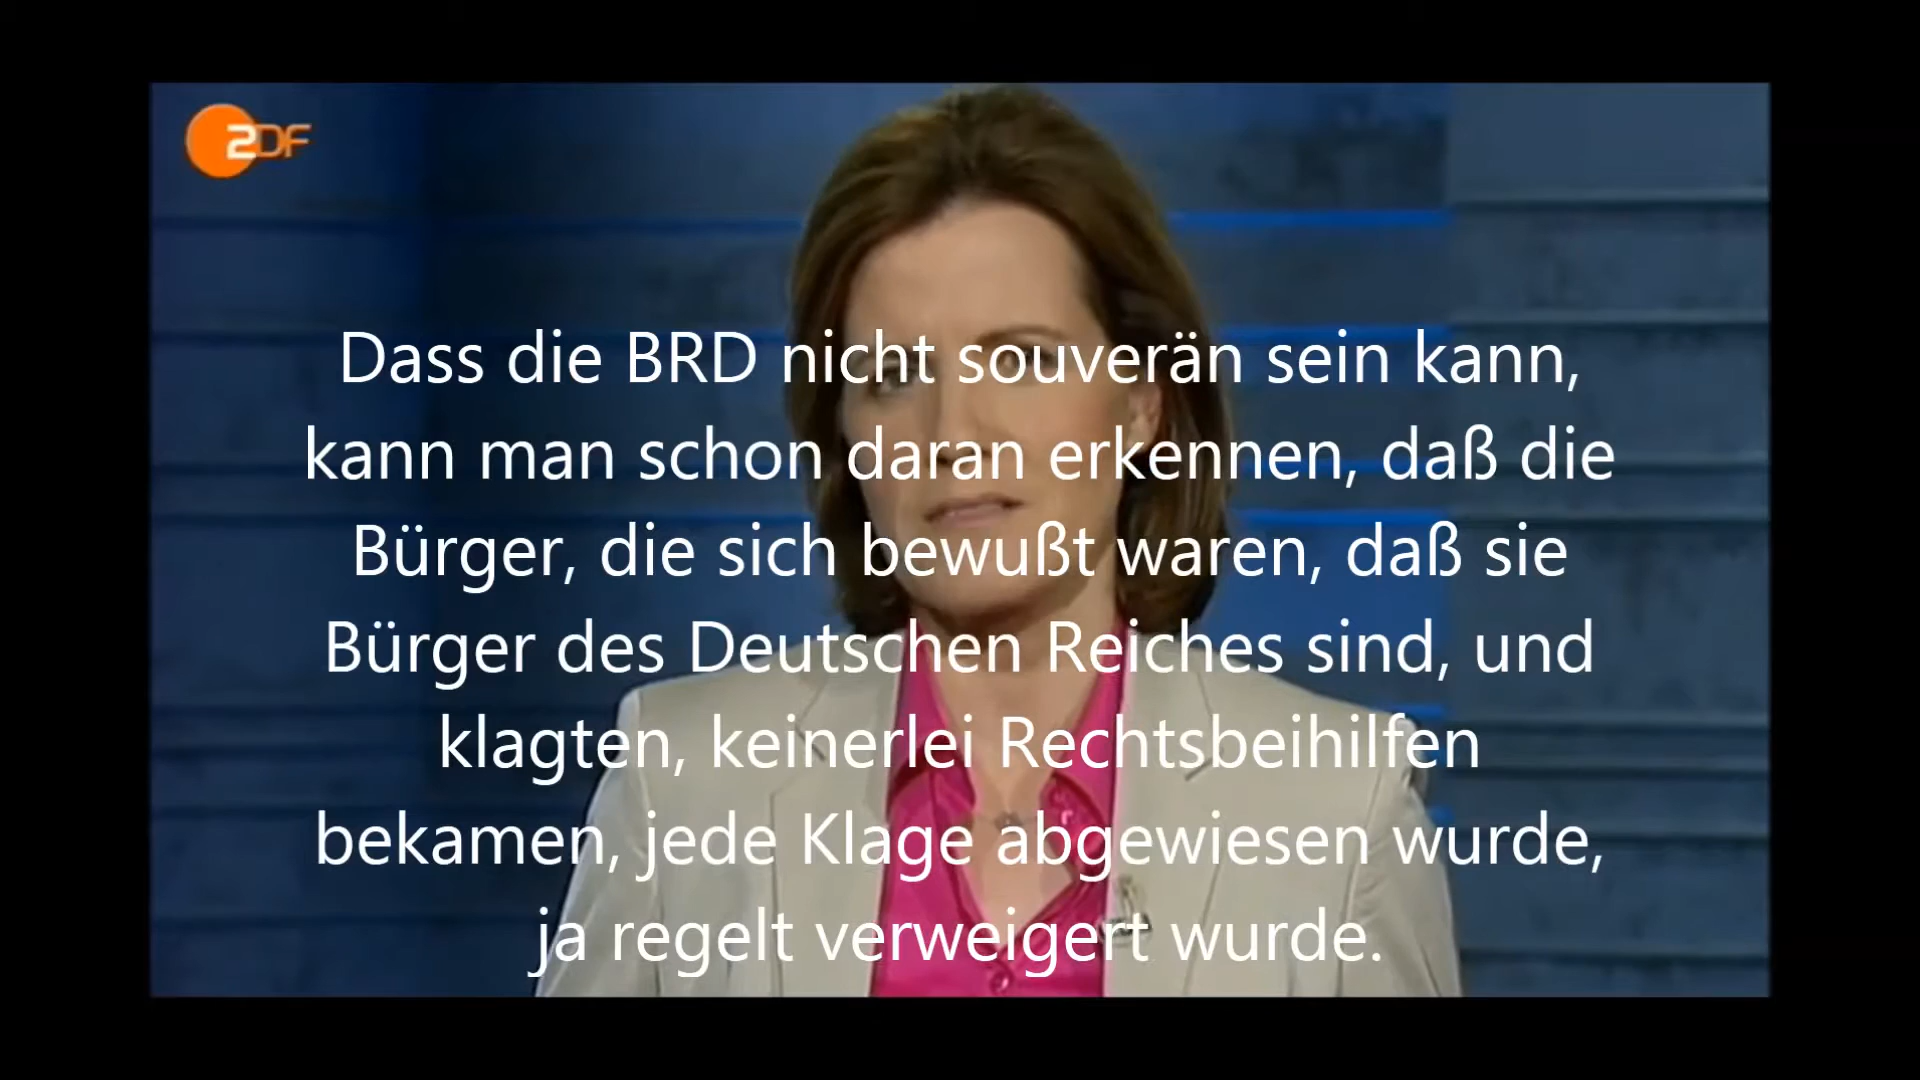 ZDF
Dass die BRD nicht souverän sein kann,
kann man schon daran erkennen, daß die
Bürger, die sich bewußt waren, daß sie
Bürger des Deutschen Reiches sind, und
klagten, keinerlei Rechtsbeihilfen
bekamen, jede Klage abgewiesen wurde,
ja regelt verweigert wurde.